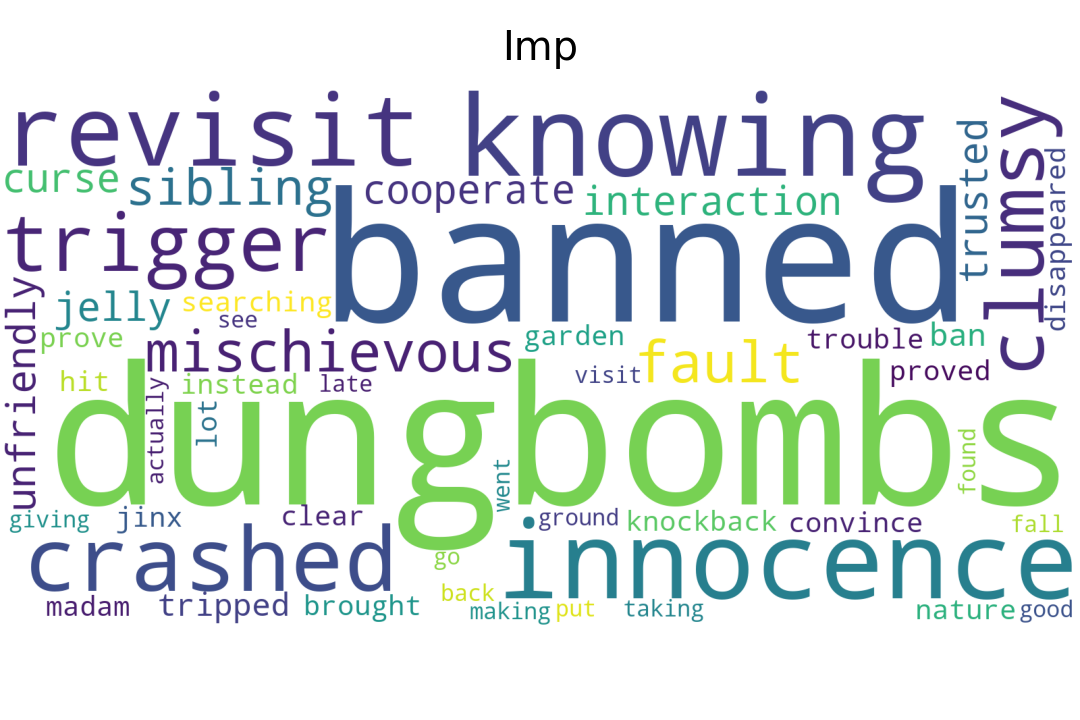 Imp
revisit knowing
clumsy
trusted
disappeared
curse sibling cooperate interaction
trigger banned
unfriendly
jelly searching
see
prove mischievous garden fault trouble ban
hit instead late visit proved
actually
lot
dungbombs
went
found
giving jinx clear ground knockback convince fall
crashed go innocence
back
madam tripped brought making put taking nature good